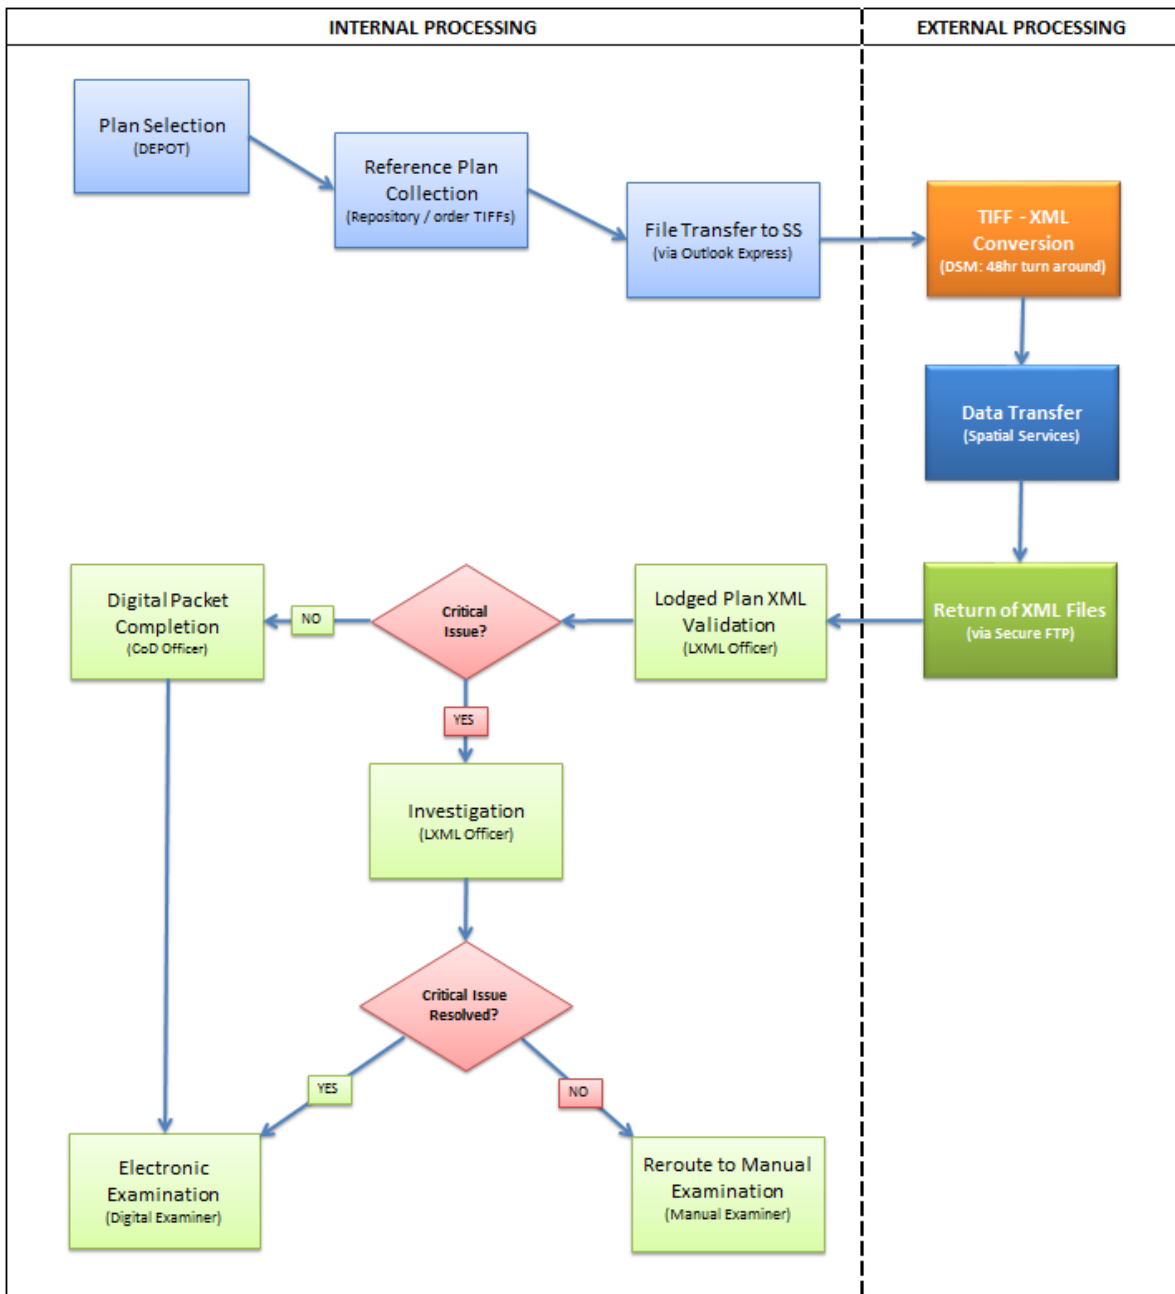 INTERNAL PROCESSING
EXTERNAL PROCESSING
Plan Selection
(DEPOT)
Reference Plan
Collection
(Repository / order TIFFs)
File Transfer to SS
(via Outlook Express)
TIFF - XML
Conversion
(DSM: 48hr turn around)
Data Transfer
(Spatial Services)
Return of XML Files
(via Secure FTP)
Lodged Plan XML
Validation
(LXML Officer)
Critical
Issue?
NO
Digital Packet
Completion
(CoD Officer)
YES
Investigation
(LXML Officer)
Critical Issue
Resolved?
YES
NO
Electronic
Examination
(Digital Examiner)
Reroute to Manual
Examination
(Manual Examiner)